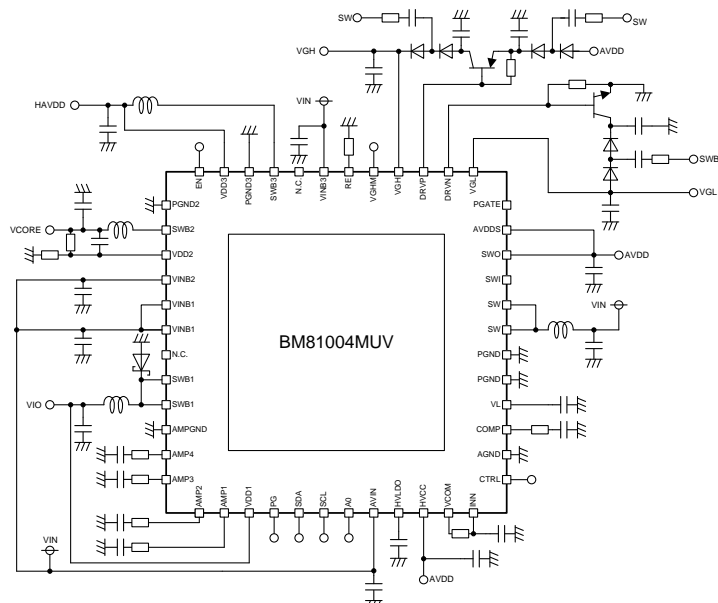 SW
SW
VGH
AVDD
HAVDD
VIN
SWB
VGL
EN
VDD3
PGND3
SWB3
N.C.
VINB3
RE
VGHM
VGH
DRVP
DRVN
VGL
PGND2
PGATE
VCORE
SWB2
AVDDS
VDD2
SWO
AVDD
VINB2
SWI
VINB1
SW
VIN
VINB1
SW
BM81004MUV
N.C.
PGND
SWB1
PGND
VIO
SWB1
VL
AMPGND
COMP
AMP4
AGND
AMP3
CTRL
AMP2
AMP1
VDD1
PG
SDA
SCL
A0
AVIN
HVLDO
HVCC
VCOM
INN
VIN
AVDD